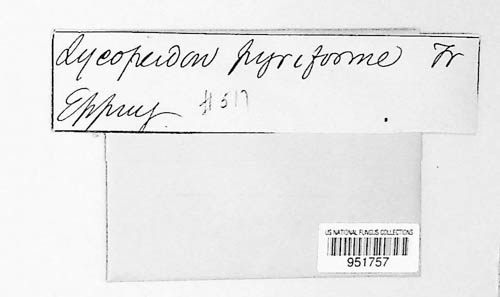 Lycoperdon pyriforme Fr
Epping #517
US NATIONAL FUNGUS COLLECTIONS
951757